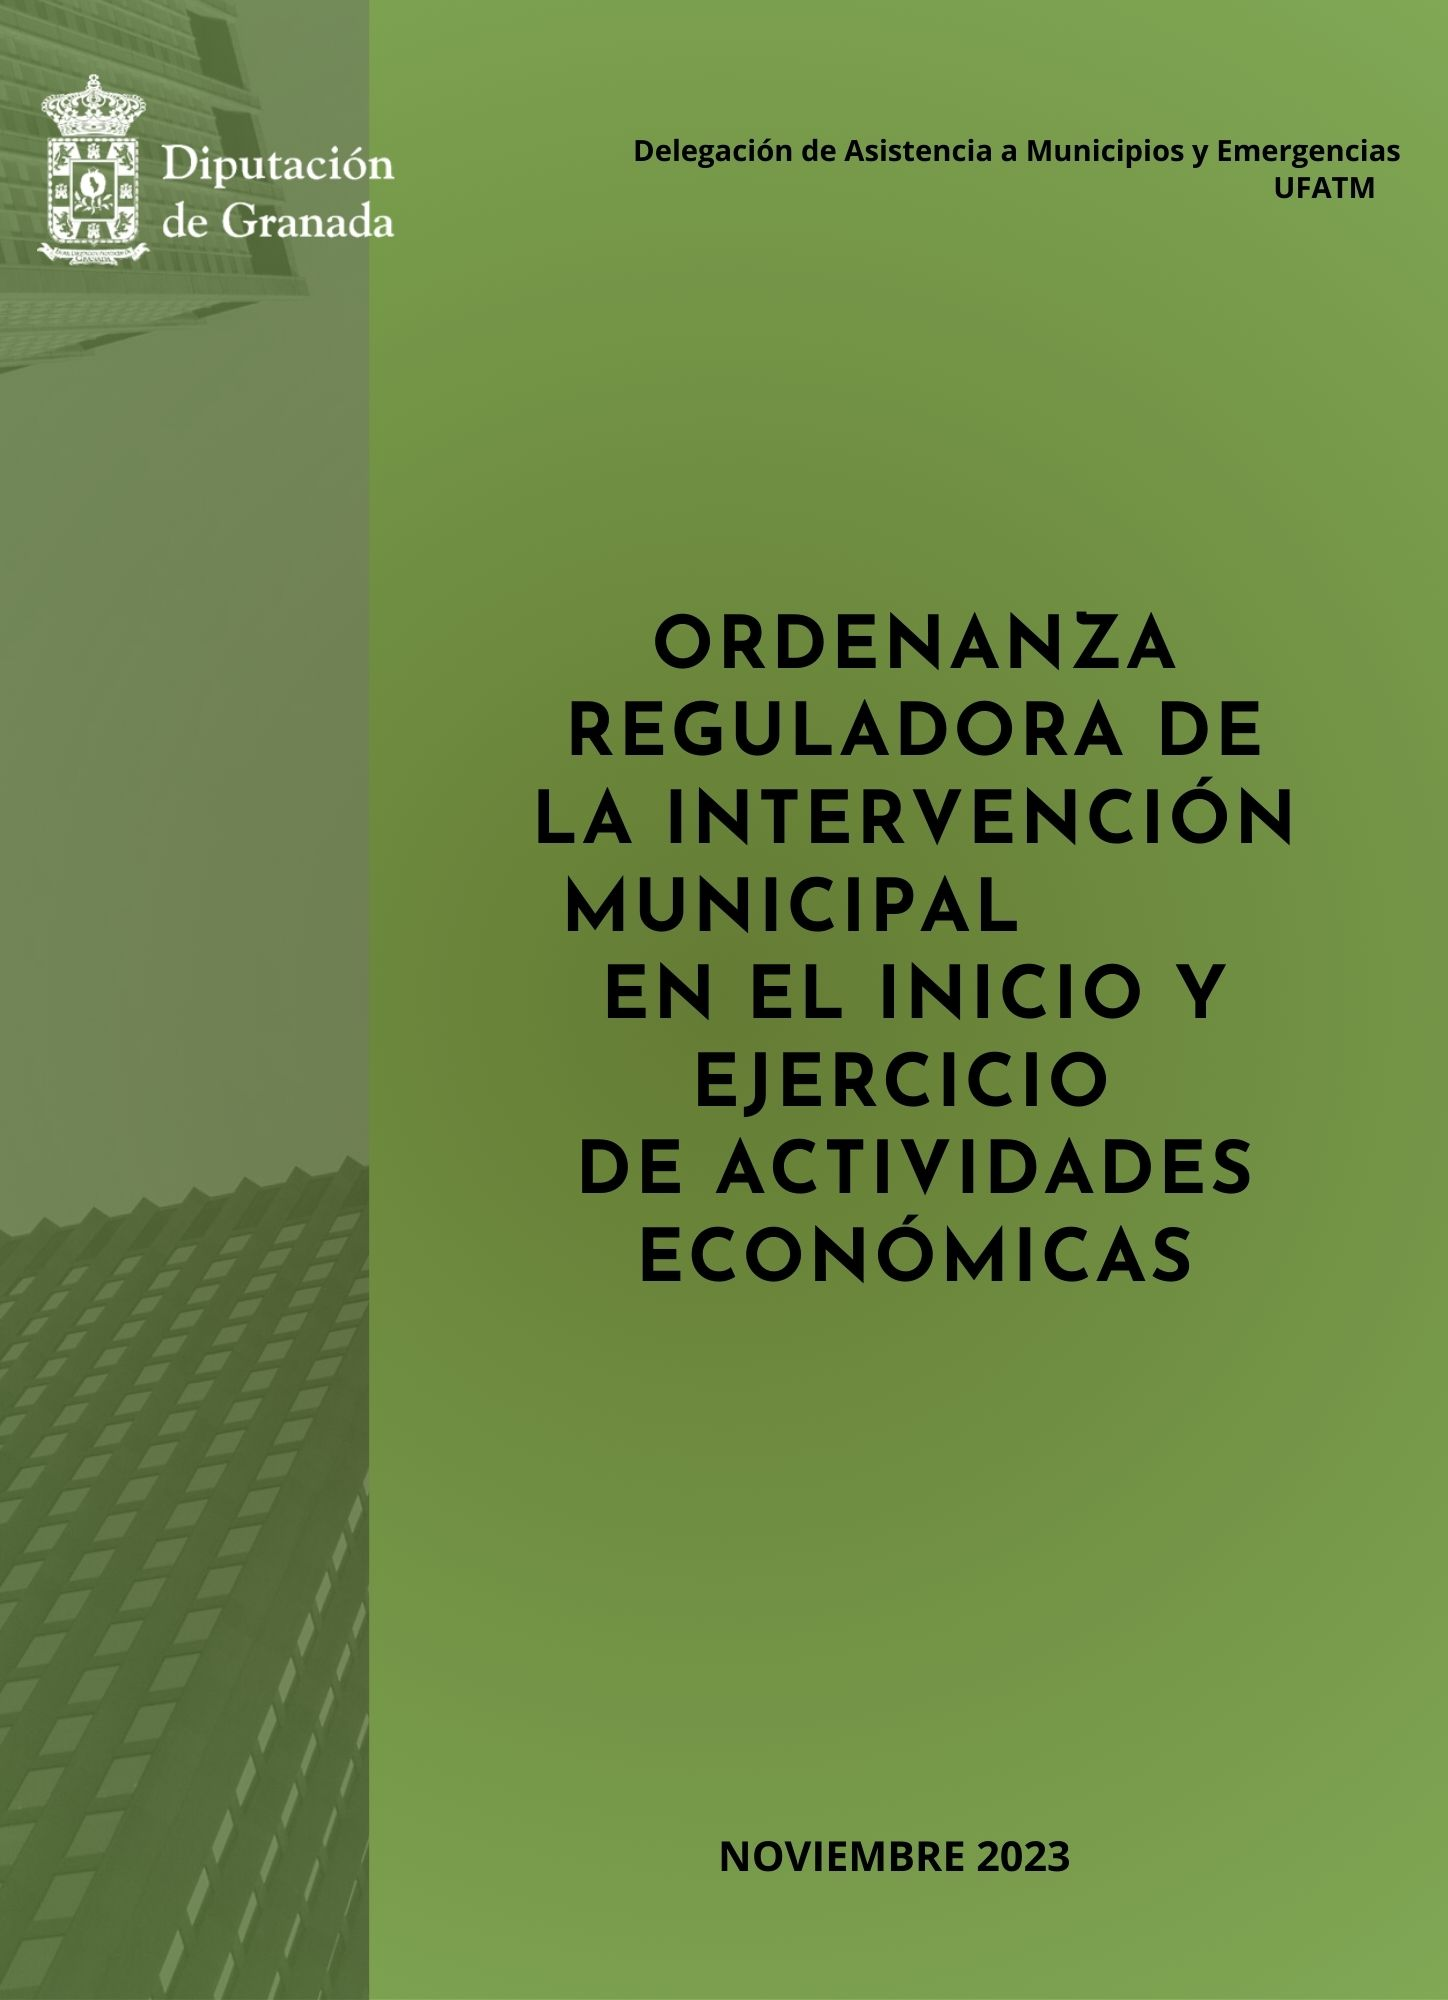 Diputación
de Granada
Delegación de Asistencia a Municipios y Emergencias
UFATM
ORDENANZA
REGULADORA DE
LA INTERVENCIÓN
MUNICIPAL
EN EL INICIO Y
EJERCICIO
DE ACTIVIDADES
ECONÓMICAS
NOVIEMBRE 2023